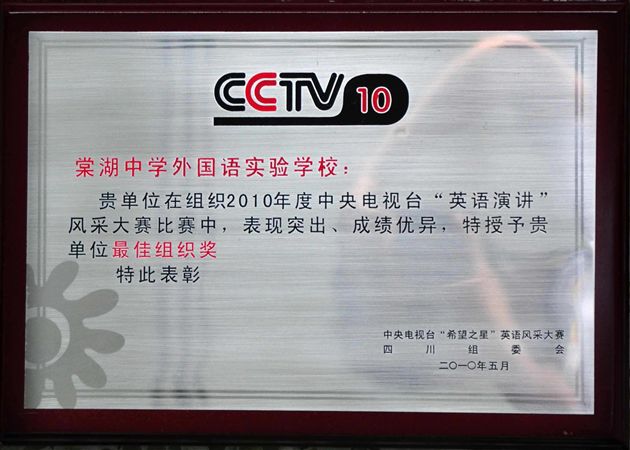 CCTV 10
棠湖中学外国语实验学校：
贵单位在组织2010年度中央电视台“英语演讲”
风采大赛比赛中，表现突出、成绩优异，特授予贵
单位最佳组织奖
特此表彰
中央电视台“希望之星”英语风采大赛
四川组委会
二〇一〇年五月